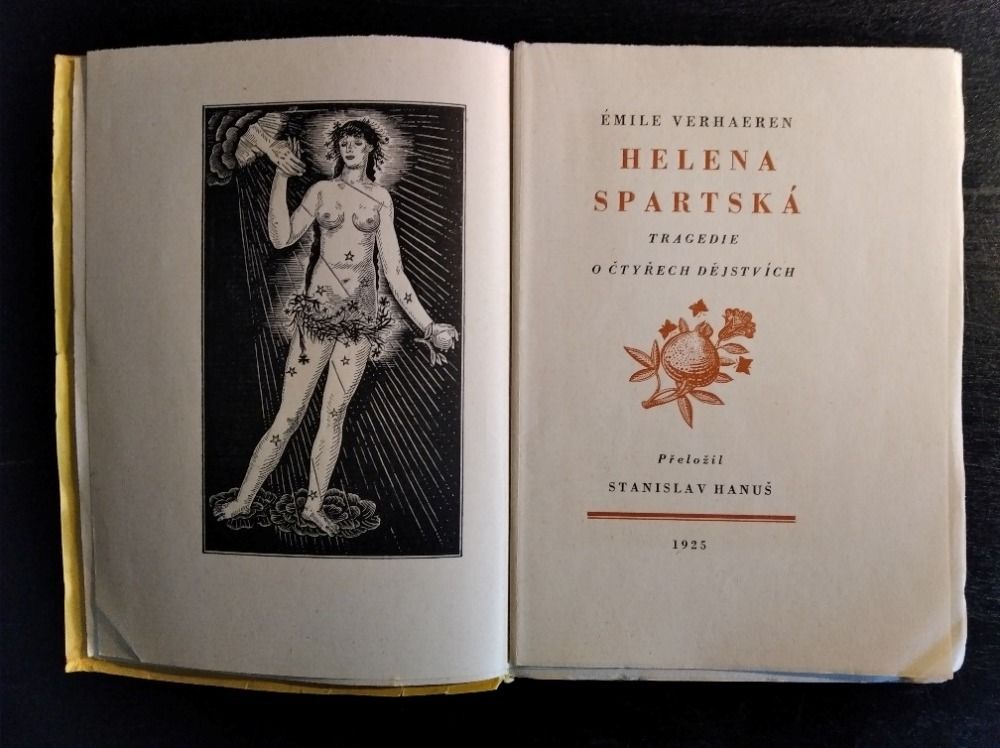 ÉMILE VERHAEREN
HELENA
SPARTSKÁ
TRAGEDIE
O ČTYŘECH DĚJSTVÍCH
Přeložil
STANISLAV HANUŠ
1925